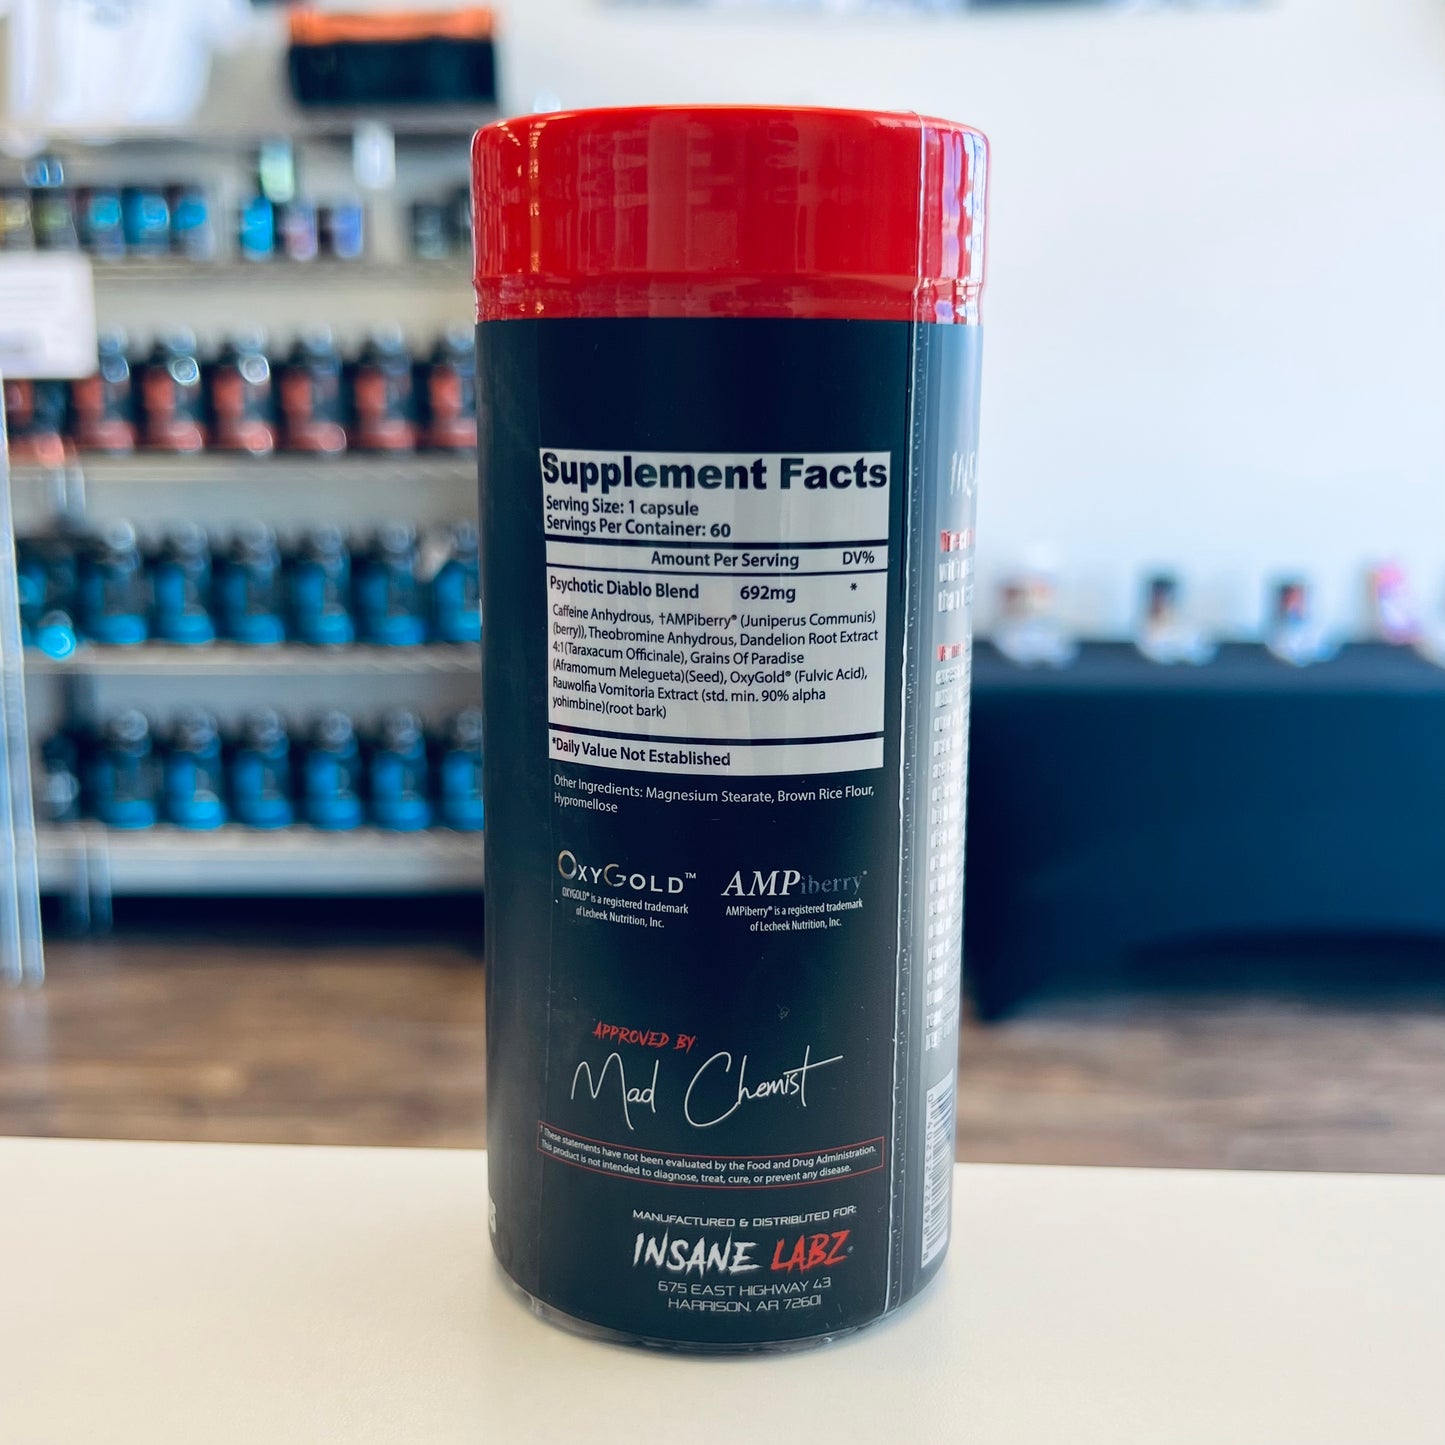 Supplement Facts
Serving Size: 1 capsule
Servings Per Container: 60
Amount Per Serving DV%
Psychotic Diablo Blend 692mg *
Caffeine Anhydrous, †AMPiberry® (Juniperus Communis)
(berry)), Theobromine Anhydrous, Dandelion Root Extract
4:1(Taraxacum Officinale), Grains Of Paradise
(Aframomum Melegueta)(Seed), OxyGold® (Fulvic Acid),
Rauwolfia Vomitoria Extract (std. min. 90% alpha
yohimbine)(root bark)
*Daily Value Not Established
Other Ingredients: Magnesium Stearate, Brown Rice Flour,
Hypromellose
OXYGOLD™
OXYGOLD® is a registered trademark
of Lecheek Nutrition, Inc.
AMPiberry®
AMPiberry® is a registered trademark
of Lecheek Nutrition, Inc.
APPROVED BY:
Mad Chemist
† These statements have not been evaluated by the Food and Drug Administration.
This product is not intended to diagnose, treat, cure, or prevent any disease.
MANUFACTURED & DISTRIBUTED FOR:
INSANE LABZ®
675 EAST HIGHWAY 43
HARRISON, AR 72601